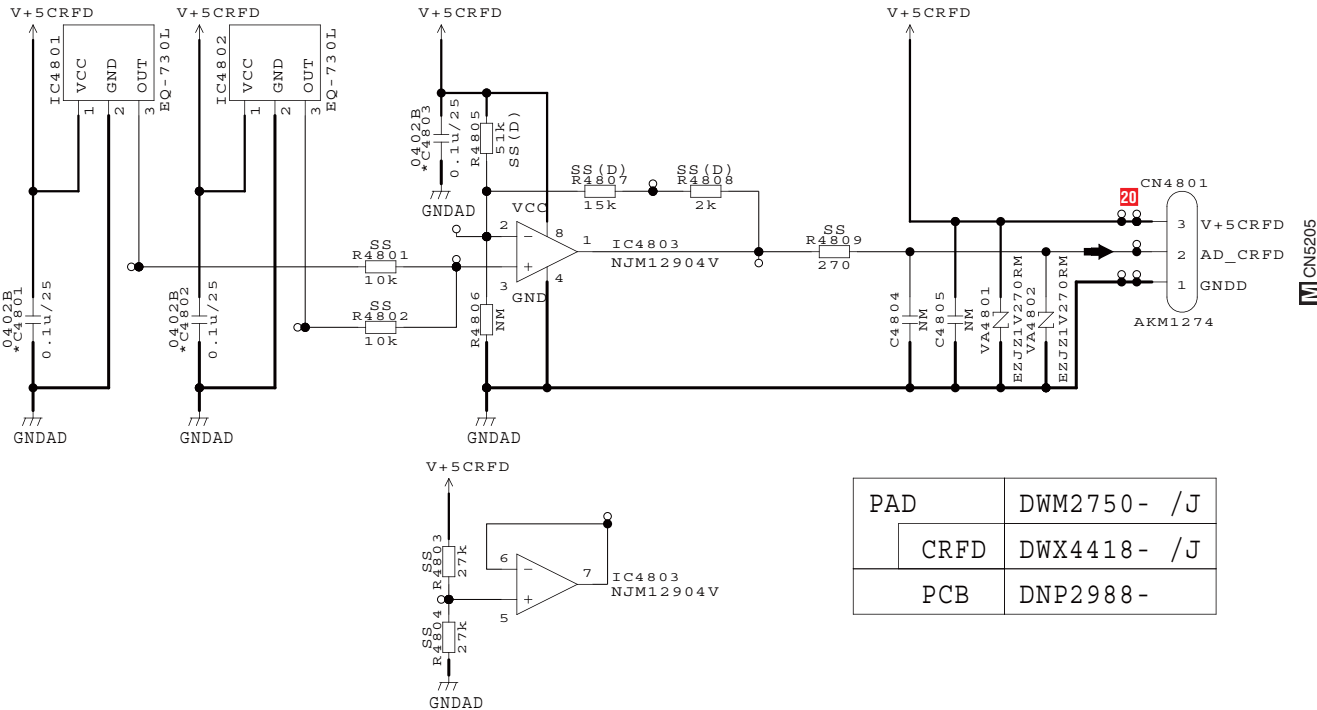 V+5CRFD
IC4801
VCC
GND
OUT
EQ-730L
1
2
3
0402B
*C4801
0.1u/25
GNDAD
V+5CRFD
IC4802
VCC
GND
OUT
EQ-730L
1
2
3
0402B
*C4802
0.1u/25
GNDAD
V+5CRFD
0402B
*C4803
0.1u/25
GNDAD
R4805
51k
SS(D)
SS(D)
R4807
15k
SS(D)
R4808
2k
SS
R4801
10k
SS
R4802
10k
VCC
2
8
1
3
4
GND
IC4803
NJM12904V
R4806
NM
GNDAD
SS
R4809
270
V+5CRFD
C4804
NM
C4805
NM
VA4801
EZJZ1V270RM
VA4802
EZJZ1V270RM
20
CN4801
3 V+5CRFD
2 AD_CRFD
1 GNDD
AKM1274
M CN5205
V+5CRFD
SS
R4803
27k
SS
R4804
27k
GNDAD
6
7
5
IC4803
NJM12904V
PAD DWM2750- /J
CRFD DWX4418- /J
PCB DNP2988-